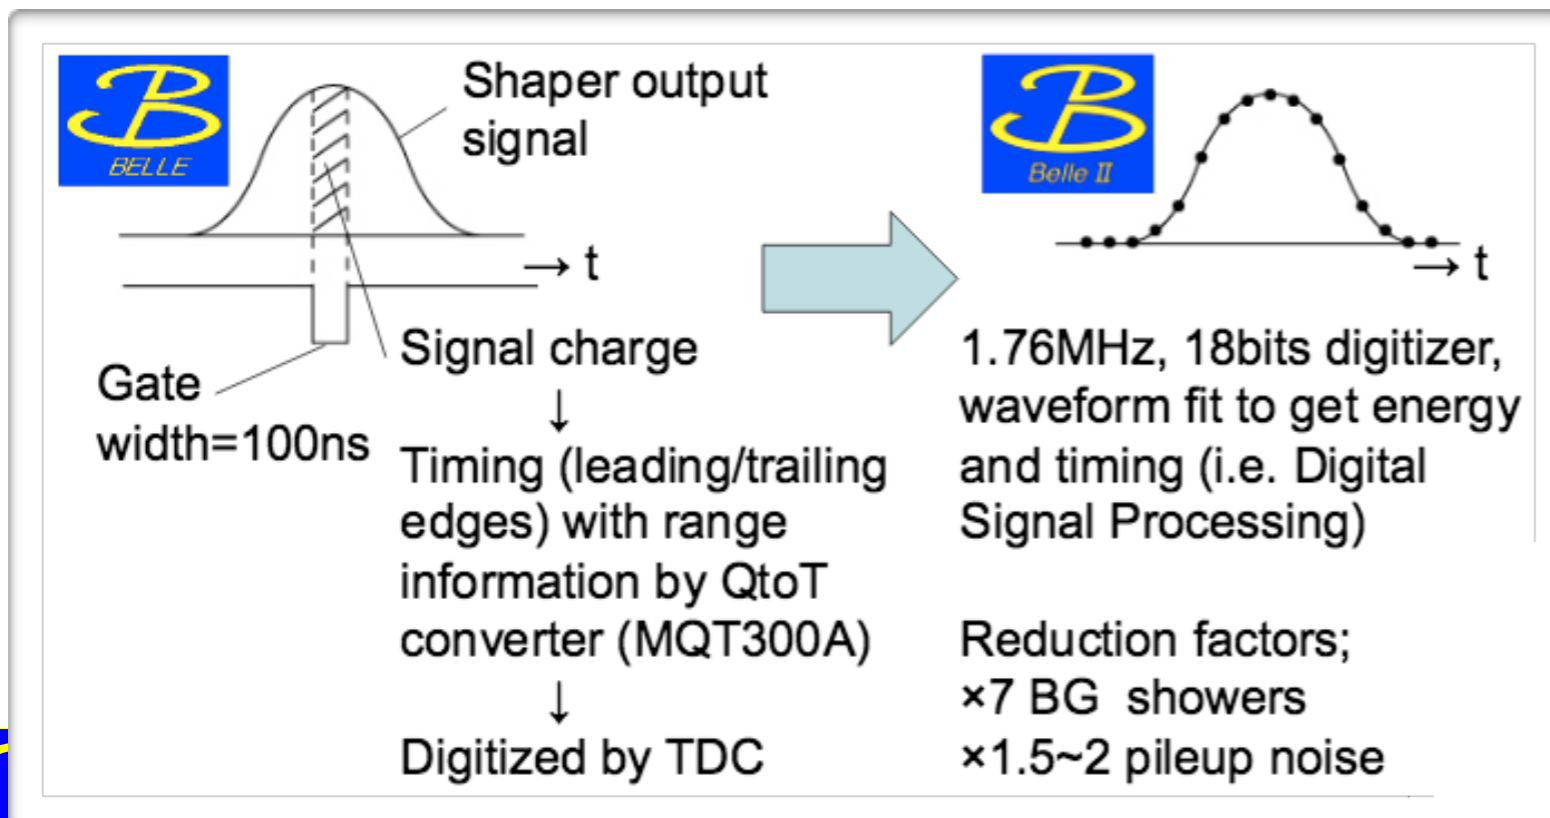 BELLE
Shaper output
signal
→ t
Gate
width=100ns
Signal charge
↓
Timing (leading/trailing
edges) with range
information by QtoT
converter (MQT300A)
↓
Digitized by TDC
Belle II
→ t
1.76MHz, 18bits digitizer,
waveform fit to get energy
and timing (i.e. Digital
Signal Processing)
Reduction factors;
×7 BG showers
×1.5~2 pileup noise